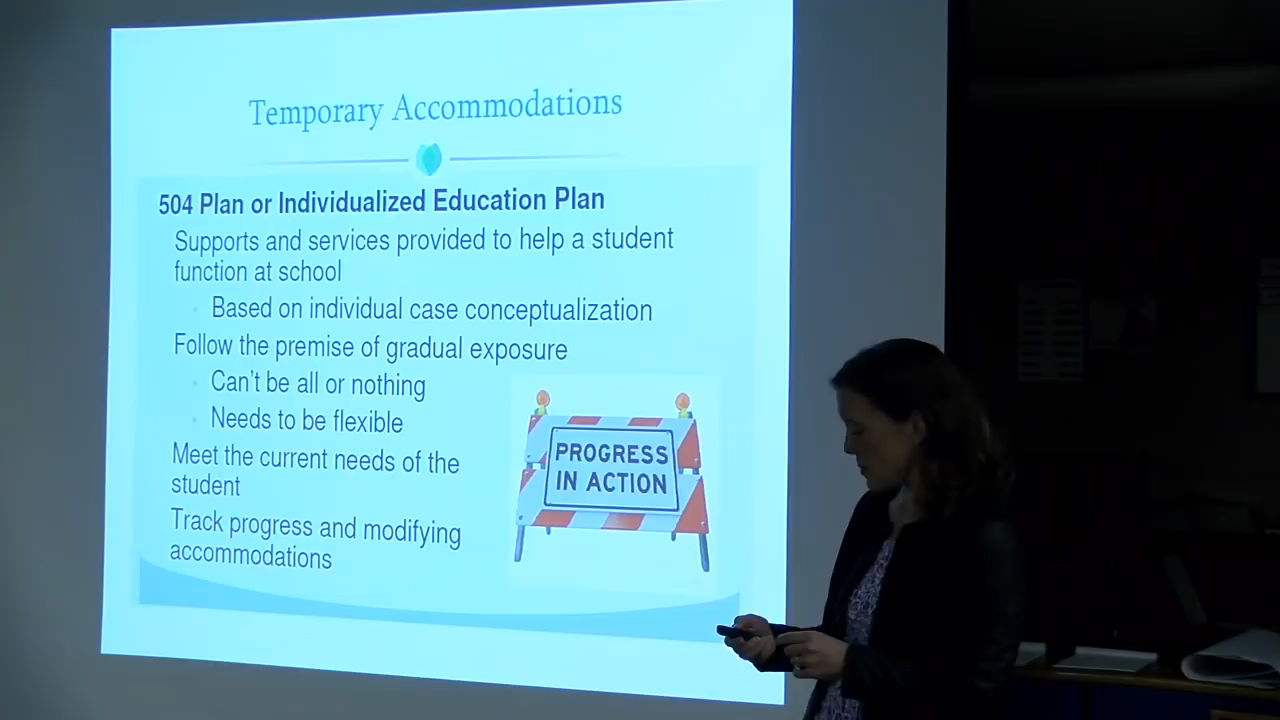 Temporary Accommodations
504 Plan or Individualized Education Plan
Supports and services provided to help a student
function at school
Based on individual case conceptualization
Follow the premise of gradual exposure
Can't be all or nothing
Needs to be flexible
Meet the current needs of the
student
Track progress and modifying
accommodations
PROGRESS
IN ACTION